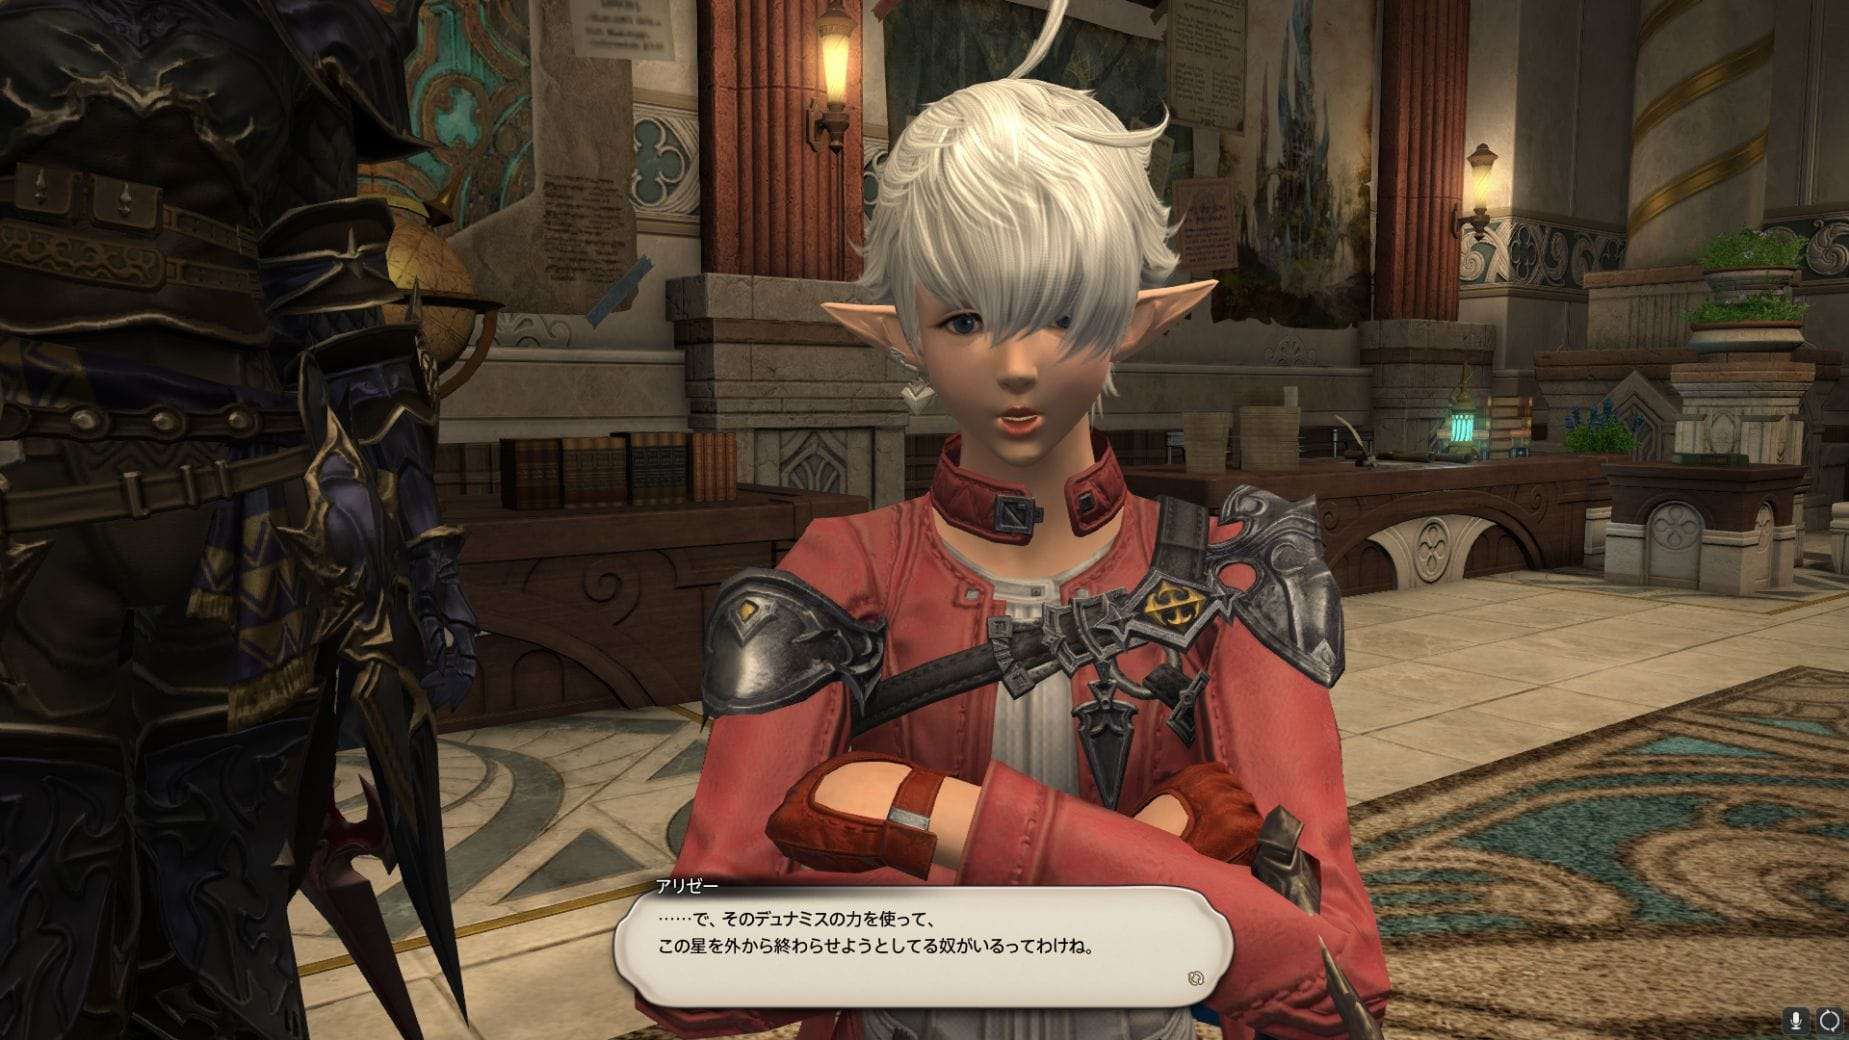 アリゼー
……で、そのデュナミスの力を使って、
この星を外から終わらせようとしてる奴がいるってわけね。